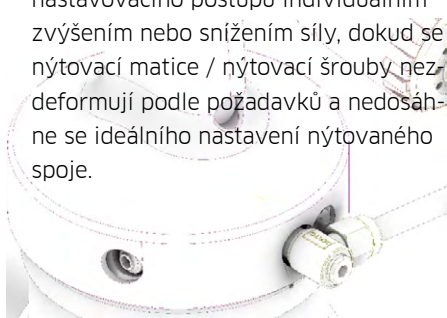 nastavovacího postupu individuálním
zvýšením nebo snížením síly, dokud se
nýtovací matice / nýtovací šrouby nez-
deformují podle požadavků a nedosáh-
ne se ideálního nastavení nýtovaného
spoje.